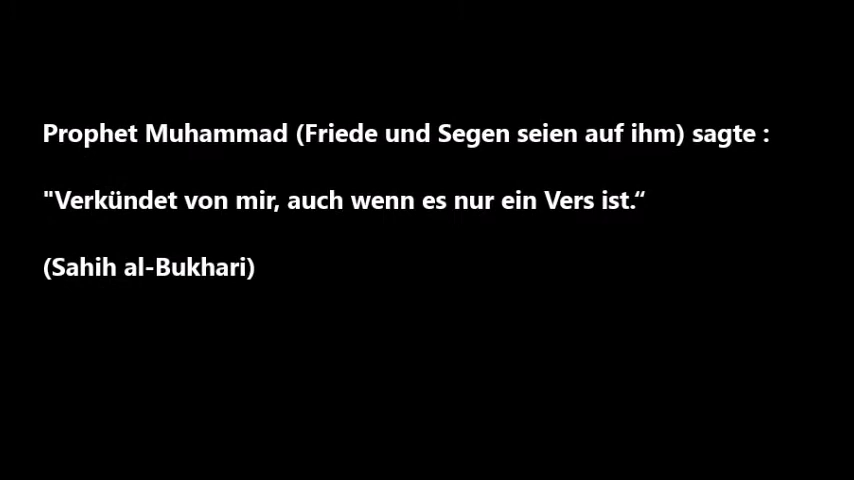 Prophet Muhammad (Friede und Segen seien auf ihm) sagte :
"Verkündet von mir, auch wenn es nur ein Vers ist.“
(Sahih al-Bukhari)